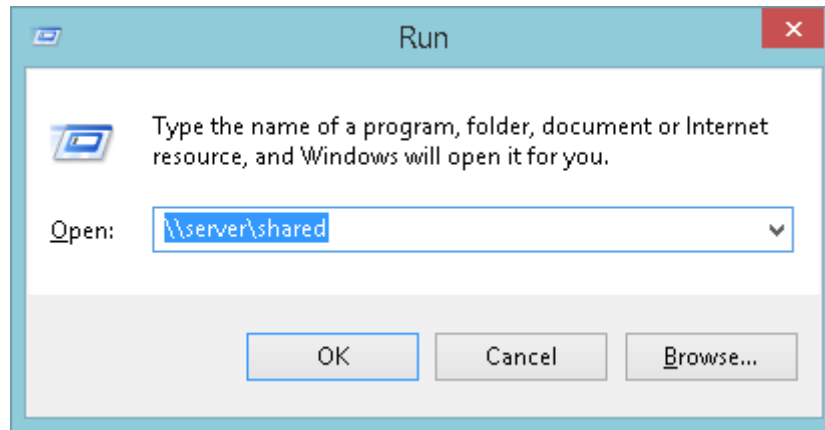 Run
Type the name of a program, folder, document or Internet
resource, and Windows will open it for you.
Open: \\server\shared
OK Cancel Browse...